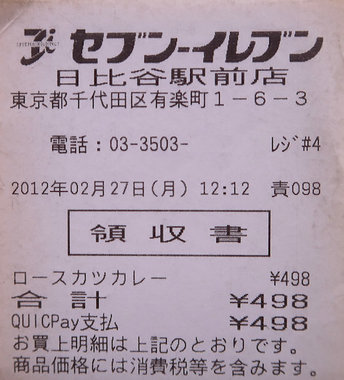 セブン-イレブン
日比谷駅前店
東京都千代田区有楽町1-6-3
電話:03-3503- ﾚｼﾞ#4
2012年02月27日(月) 12:12 責098
領収書
ロースカツカレー ¥498
合計 ¥498
QUICPay支払 ¥498
お買上明細は上記のとおりです。
商品価格には消費税等を含みます。